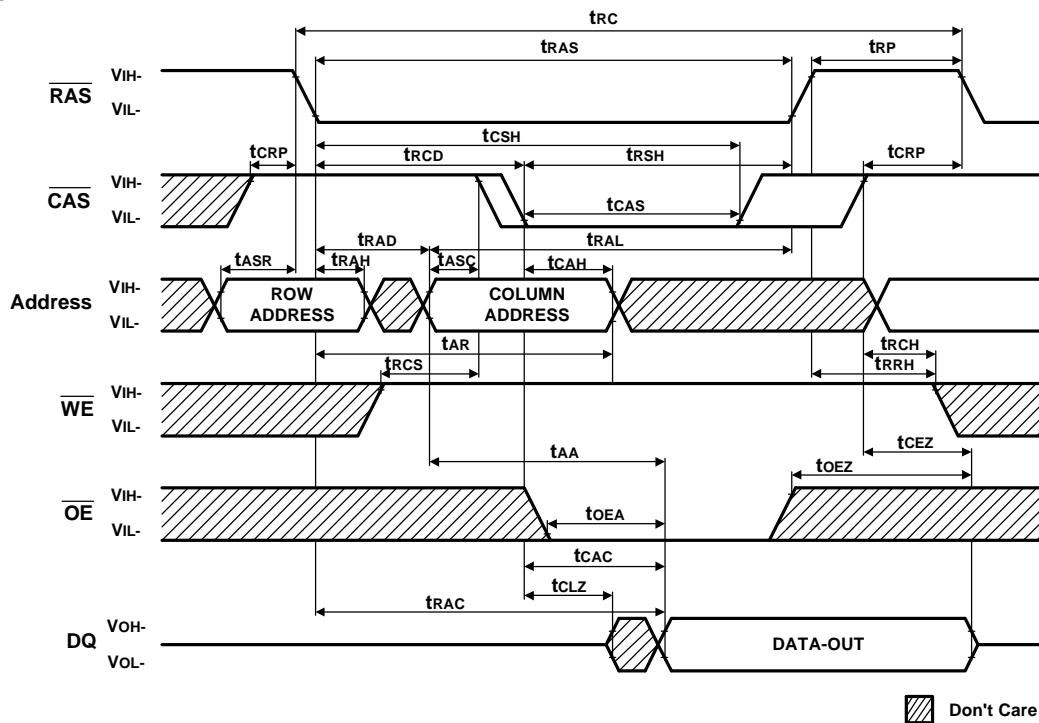 tRC
tRAS
tRP
RAS
VIH-
VIL-
tCSH
tCRP
tRCD
tRSH
tCRP
CAS
VIH-
VIL-
tCAS
tRAD
tRAL
tASR
tRAH
tASC
tCAH
Address
VIH-
VIL-
ROW
ADDRESS
COLUMN
ADDRESS
tAR
tRCH
tRCS
tRRH
WE
VIH-
VIL-
tAA
tCEZ
tOEZ
OE
VIH-
VIL-
tOEA
tCAC
tCLZ
tRAC
DQ
VOH-
VOL-
DATA-OUT
Don't Care